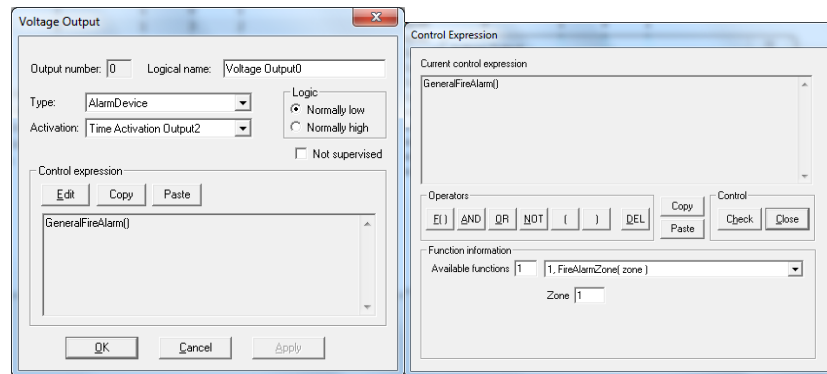 Voltage Output
Output number: 0 Logical name: Voltage Output0
Type: AlarmDevice
Activation: Time Activation Output2
Logic
Normally low
Normally high
Not supervised
Control expression
Edit Copy Paste
GeneralFireAlarm()
OK Cancel Apply
Control Expression
Current control expression
GeneralFireAlarm()
Operators
F() AND OR NOT ( ) DEL
Copy
Paste
Control
Check Close
Function information
Available functions 1 1, FireAlarmZone( zone )
Zone 1